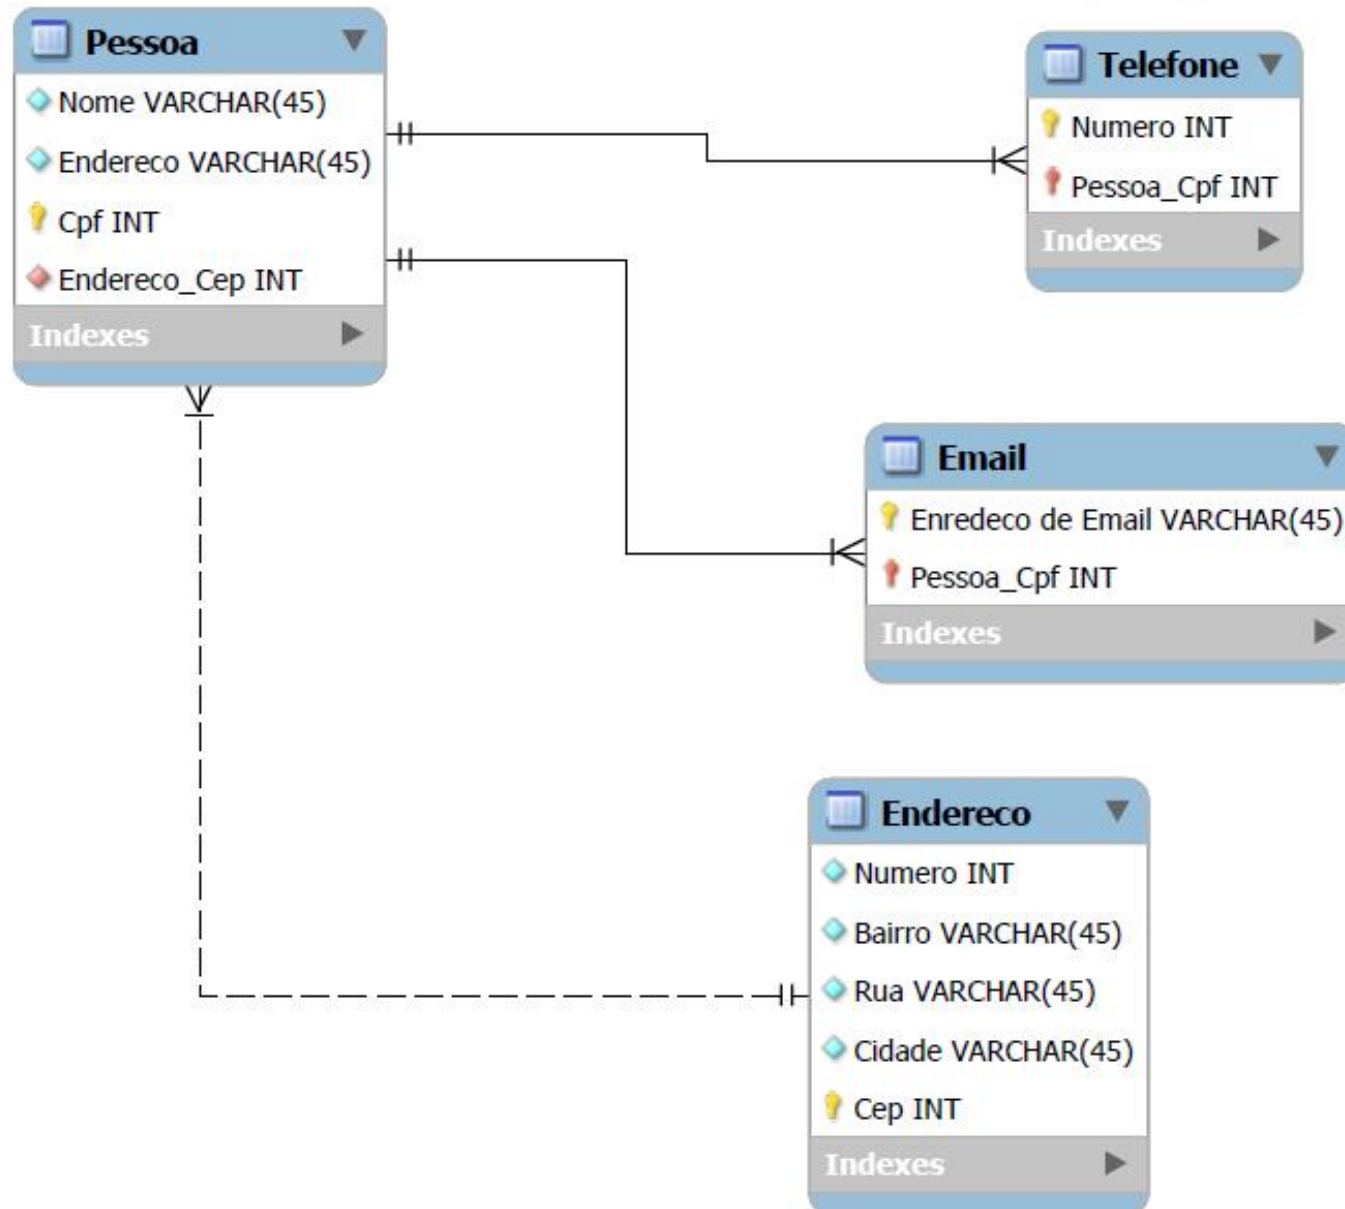 Pessoa
Nome VARCHAR(45)
Endereco VARCHAR(45)
Cpf INT
Endereco_Cep INT
Indexes
Telefone
Numero INT
Pessoa_Cpf INT
Indexes
Email
Enredeco de Email VARCHAR(45)
Pessoa_Cpf INT
Indexes
Endereco
Numero INT
Bairro VARCHAR(45)
Rua VARCHAR(45)
Cidade VARCHAR(45)
Cep INT
Indexes